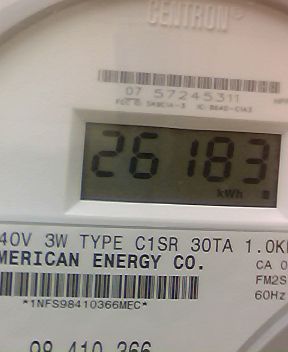 CENTRON®
07 57245311
26183
kWh
40V 3W TYPE C1SR 30TA 1.0K
MERICAN ENERGY CO.
CA 0
FM2S
*1NFS98410366MEC*
60Hz
98 410 366